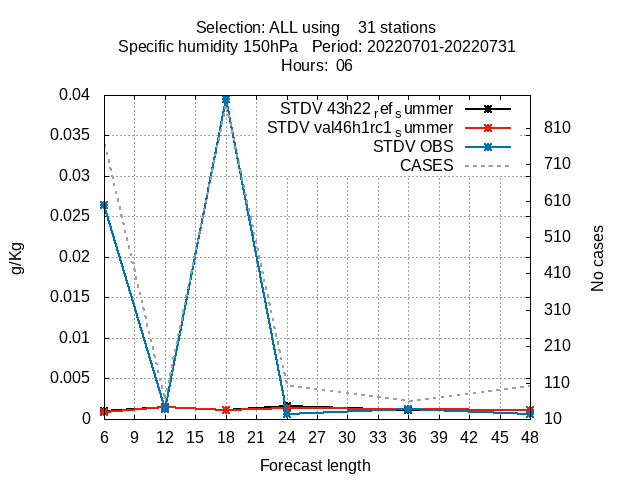 Selection: ALL using    31 stations
Specific humidity 150hPa   Period: 20220701-20220731
Hours:  06
STDV 43h22_ref_summer
STDV val46h1rc1_summer
STDV OBS
CASES
0.04
0.035
0.03
0.025
0.02
0.015
0.01
0.005
0
g/Kg
810
710
610
510
410
310
210
110
10
No cases
6 9 12 15 18 21 24 27 30 33 36 39 42 45 48
Forecast length